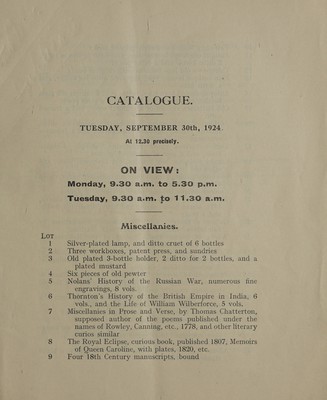 CATALOGUE.
TUESDAY, SEPTEMBER 30th, 1924
At 12.30 precisely.
ON VIEW:
Monday, 9.30 a.m. to 5.30 p.m.
Tuesday, 9.30 a.m. to 11.30 a.m.
Miscellanies.
LOT
1 Silver-plated lamp, and ditto cruet of 6 bottles
2 Three workboxes, patent press, and sundries
3 Old plated 3-bottle holder, 2 ditto for 2 bottles, and a
plated mustard
4 Six pieces of old pewter
5 Nolans' History of the Russian War, numerous fine
engravings, 8 vols.
6 Thornton's History of the British Empire in India, 6
vols., and the Life of William Wilberforce, 5 vols.
7 Miscellanies in Prose and Verse, by Thomas Chatterton,
supposed author of the poems published under the
names of Rowley, Canning, etc., 1778, and other literary
curios similar
8 The Royal Eclipse, curious book, published 1807, Memoirs
of Queen Caroline, with plates, 1820, etc.
9 Four 18th Century manuscripts, bound